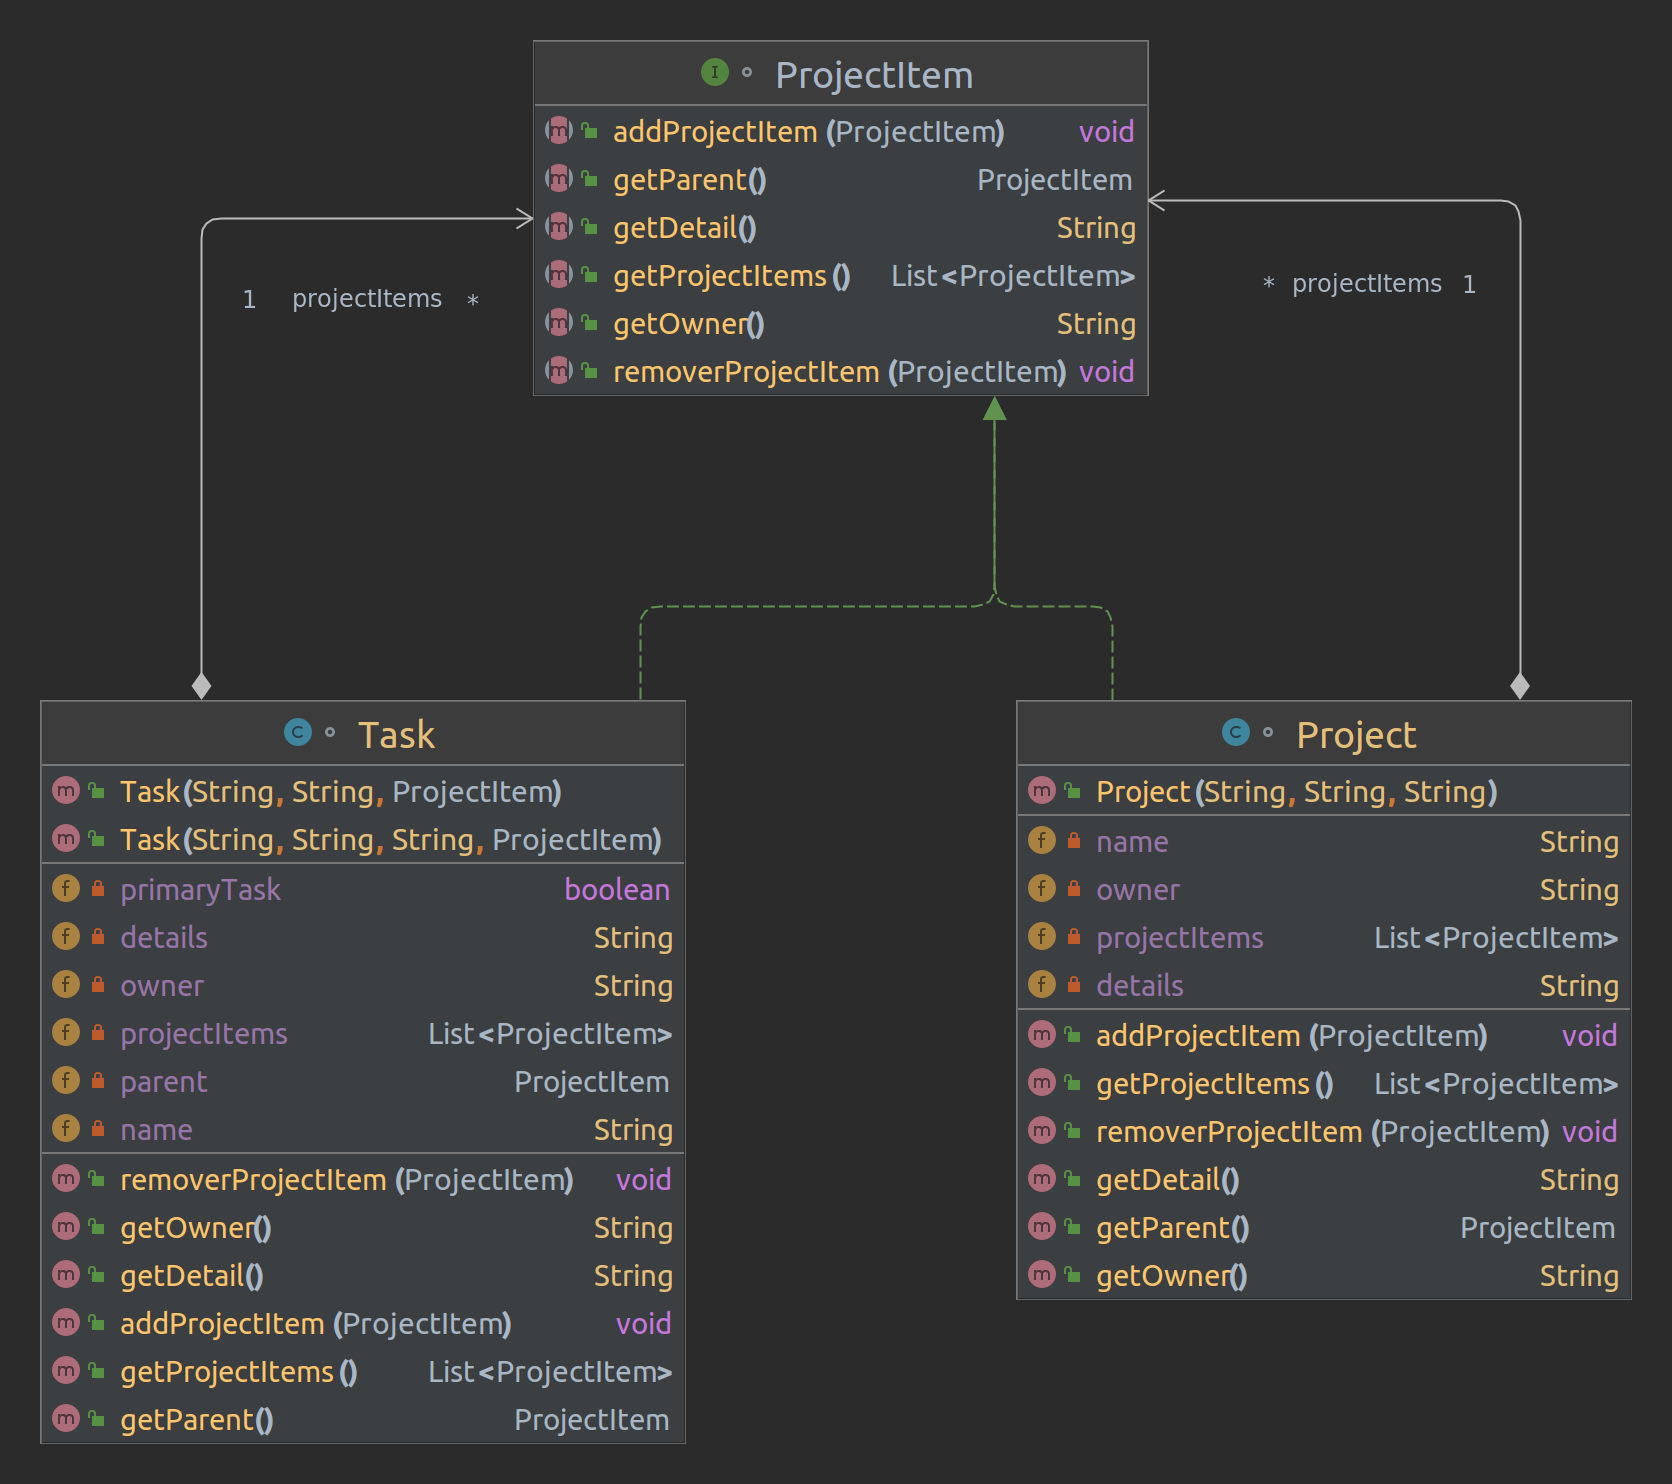 ProjectItem
addProjectItem(ProjectItem) void
getParent() ProjectItem
getDetail() String
getProjectItems() List<ProjectItem>
getOwner() String
removerProjectItem(ProjectItem) void
1 projectItems *
* projectItems 1
Task
Task(String, String, ProjectItem)
Task(String, String, String, ProjectItem)
primaryTask boolean
details String
owner String
projectItems List<ProjectItem>
parent ProjectItem
name String
removerProjectItem(ProjectItem) void
getOwner() String
getDetail() String
addProjectItem(ProjectItem) void
getProjectItems() List<ProjectItem>
getParent() ProjectItem
Project
Project(String, String, String)
name String
owner String
projectItems List<ProjectItem>
details String
addProjectItem(ProjectItem) void
getProjectItems() List<ProjectItem>
removerProjectItem(ProjectItem) void
getDetail() String
getParent() ProjectItem
getOwner() String